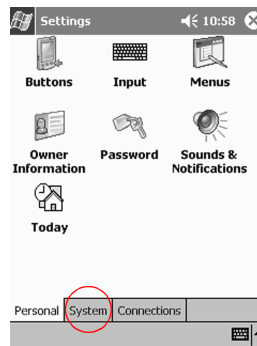 Settings 10:58
Buttons Input Menus
Owner Information Password Sounds & Notifications
Today
Personal System Connections